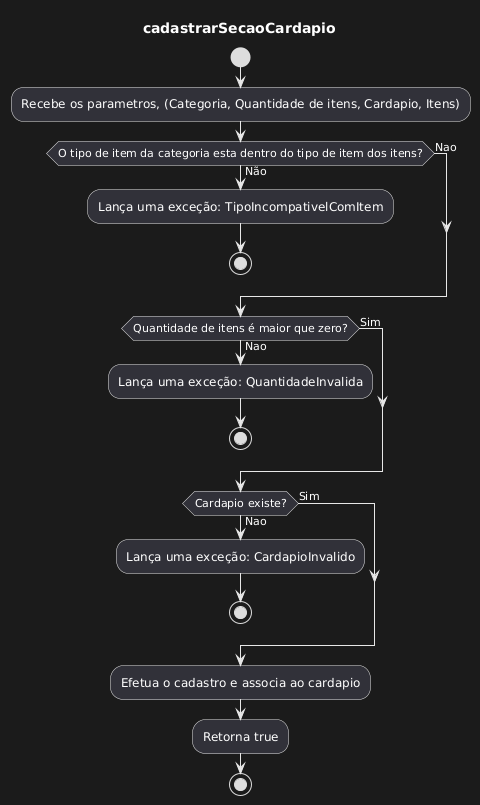 cadastrarSecaoCardapio
Recebe os parametros, (Categoria, Quantidade de itens, Cardapio, Itens)
O tipo de item da categoria esta dentro do tipo de item dos itens?
Nao
Não
Lança uma exceção: TipoIncompativelComItem
Quantidade de itens é maior que zero?
Sim
Nao
Lança uma exceção: QuantidadeInvalida
Cardapio existe?
Sim
Nao
Lança uma exceção: CardapioInvalido
Efetua o cadastro e associa ao cardapio
Retorna true